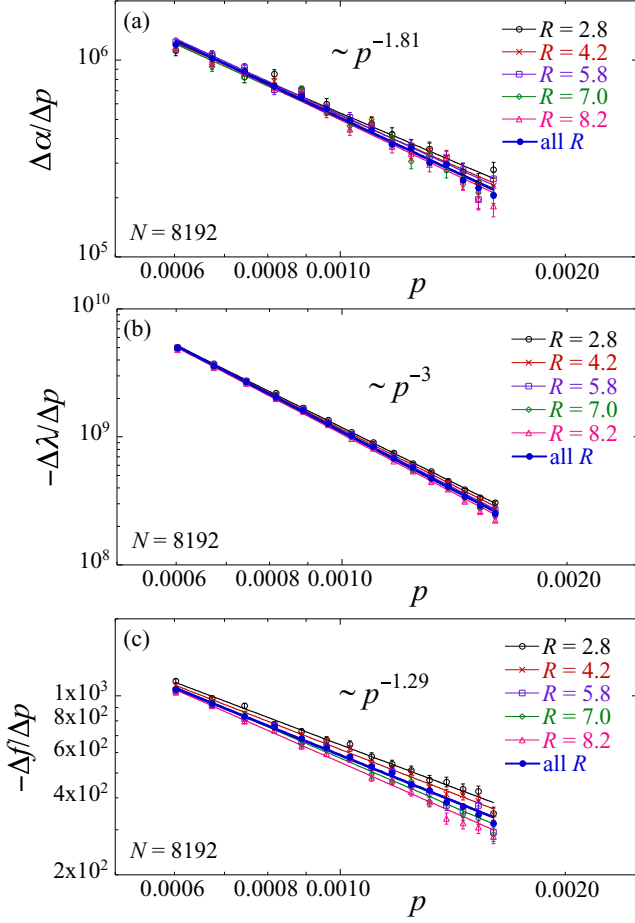 (a)
~ p^{-1.81}
R = 2.8
R = 4.2
R = 5.8
R = 7.0
R = 8.2
all R
10^6
10^5
Δα/Δp
N = 8192
0.0006 0.0008 0.0010 0.0020
p
(b)
~ p^{-3}
R = 2.8
R = 4.2
R = 5.8
R = 7.0
R = 8.2
all R
10^{10}
10^9
10^8
-Δλ/Δp
N = 8192
0.0006 0.0008 0.0010 0.0020
p
(c)
~ p^{-1.29}
R = 2.8
R = 4.2
R = 5.8
R = 7.0
R = 8.2
all R
1x10^3
8x10^2
6x10^2
4x10^2
2x10^2
-Δf/Δp
N = 8192
0.0006 0.0008 0.0010 0.0020
p